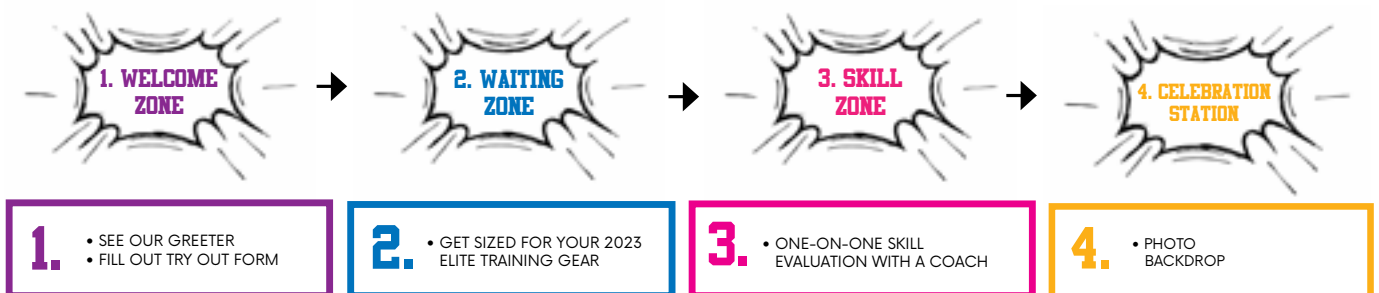 1. WELCOME
ZONE
2. WAITING
ZONE
3. SKILL
ZONE
4. CELEBRATION
STATION
1.
• SEE OUR GREETER
• FILL OUT TRY OUT FORM
2.
• GET SIZED FOR YOUR 2023
ELITE TRAINING GEAR
3.
• ONE-ON-ONE SKILL
EVALUATION WITH A COACH
4.
• PHOTO
BACKDROP